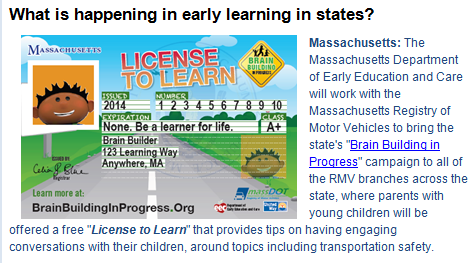 What is happening in early learning in states?
MASSACHUSETTS
LICENSE TO LEARN
BRAIN BUILDING
IN PROGRESS
ISSUED NUMBER
2014 1 2 3 4 5 6 7 8 9 10
EXPIRATION CLASS
None. Be a learner for life. A+
Brain Builder
123 Learning Way
Anywhere, MA
ISSUED BY
Registrar
Learn more at:
BrainBuildingInProgress.Org
massDOT
United Way
Massachusetts: The
Massachusetts Department
of Early Education and Care
will work with the
Massachusetts Registry of
Motor Vehicles to bring the
state's "Brain Building in
Progress" campaign to all of
the RMV branches across the
state, where parents with
young children will be
offered a free "License to Learn" that provides tips on having engaging
conversations with their children, around topics including transportation safety.